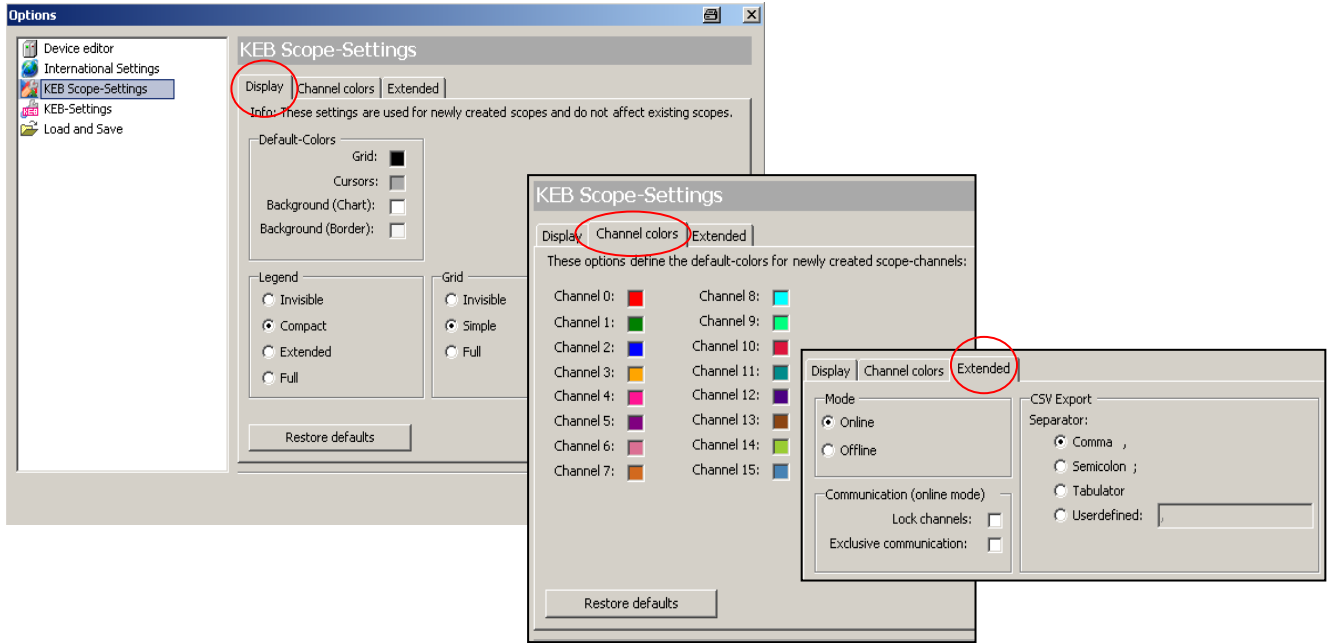 Options
Device editor
International Settings
KEB Scope-Settings
KEB-Settings
Load and Save
KEB Scope-Settings
Display Channel colors Extended
Info: These settings are used for newly created scopes and do not affect existing scopes.
Default-Colors
Grid:
Cursors:
Background (Chart):
Background (Border):
Legend
Invisible
Compact
Extended
Full
Grid
Invisible
Simple
Full
Restore defaults
KEB Scope-Settings
Display Channel colors Extended
These options define the default-colors for newly created scope-channels:
Channel 0: Channel 8:
Channel 1: Channel 9:
Channel 2: Channel 10:
Channel 3: Channel 11:
Channel 4: Channel 12:
Channel 5: Channel 13:
Channel 6: Channel 14:
Channel 7: Channel 15:
Restore defaults
Display Channel colors Extended
Mode
Online
Offline
Communication (online mode)
Lock channels:
Exclusive communication:
CSV Export
Separator:
Comma ,
Semicolon ;
Tabulator
Userdefined: ,